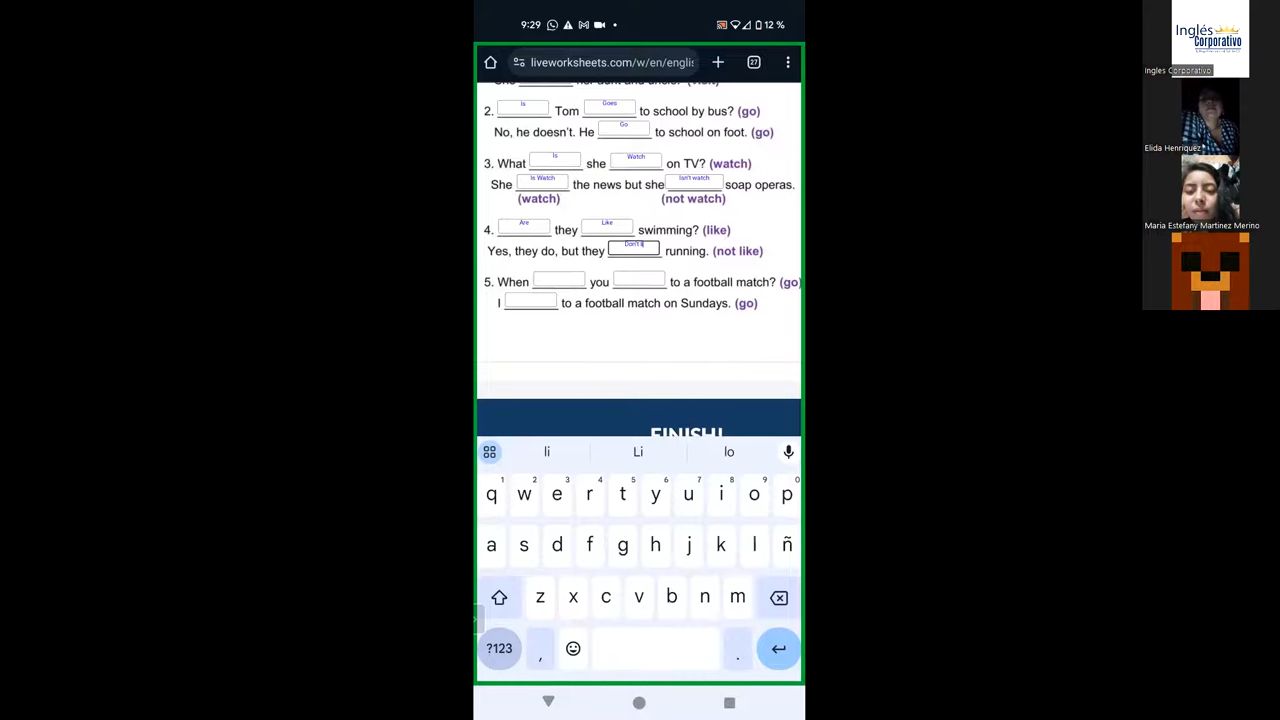 9:29
12 %
liveworksheets.com/w/en/englis
27
2. Is Tom Goes to school by bus? (go)
No, he doesn't. He Go to school on foot. (go)
3. What Is she Watch on TV? (watch)
She Is Watch the news but she Isn't watch soap operas.
(watch) (not watch)
4. Are they Like swimming? (like)
Yes, they do, but they Don't li running. (not like)
5. When you to a football match? (go)
I to a football match on Sundays. (go)
FINISH!
li Li lo
1 2 3 4 5 6 7 8 9 0
q w e r t y u i o p
a s d f g h j k l ñ
z x c v b n m
?123 , .
Inglés
Corporativo
Ingles Corporativo
Elida Henriquez
Maria Estefany Martinez Merino